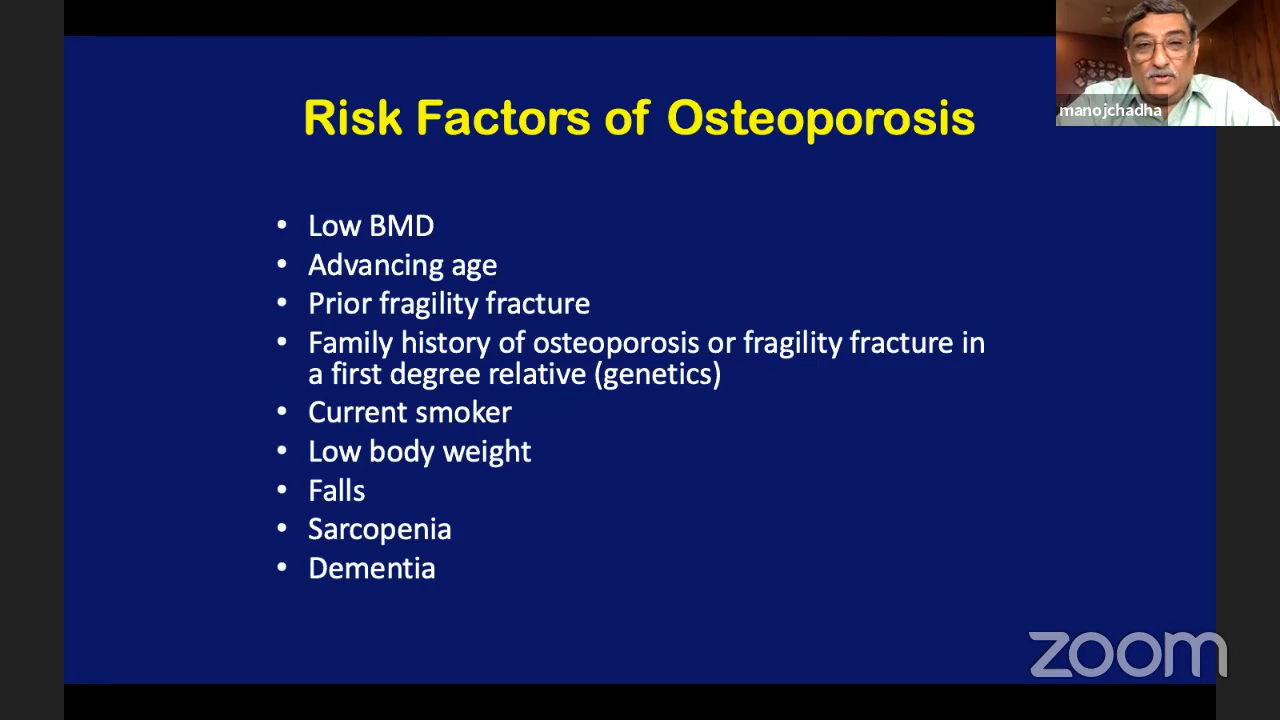 Risk Factors of Osteoporosis
manojchadha
• Low BMD
• Advancing age
• Prior fragility fracture
• Family history of osteoporosis or fragility fracture in
a first degree relative (genetics)
• Current smoker
• Low body weight
• Falls
• Sarcopenia
• Dementia
zoom